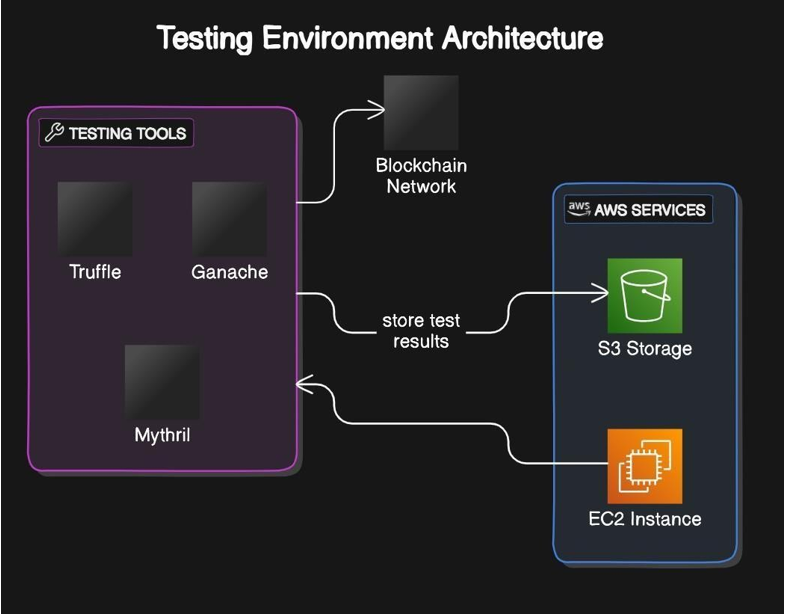 Testing Environment Architecture
TESTING TOOLS
Truffle
Ganache
Mythril
Blockchain
Network
store test
results
aws
AWS SERVICES
S3 Storage
EC2 Instance